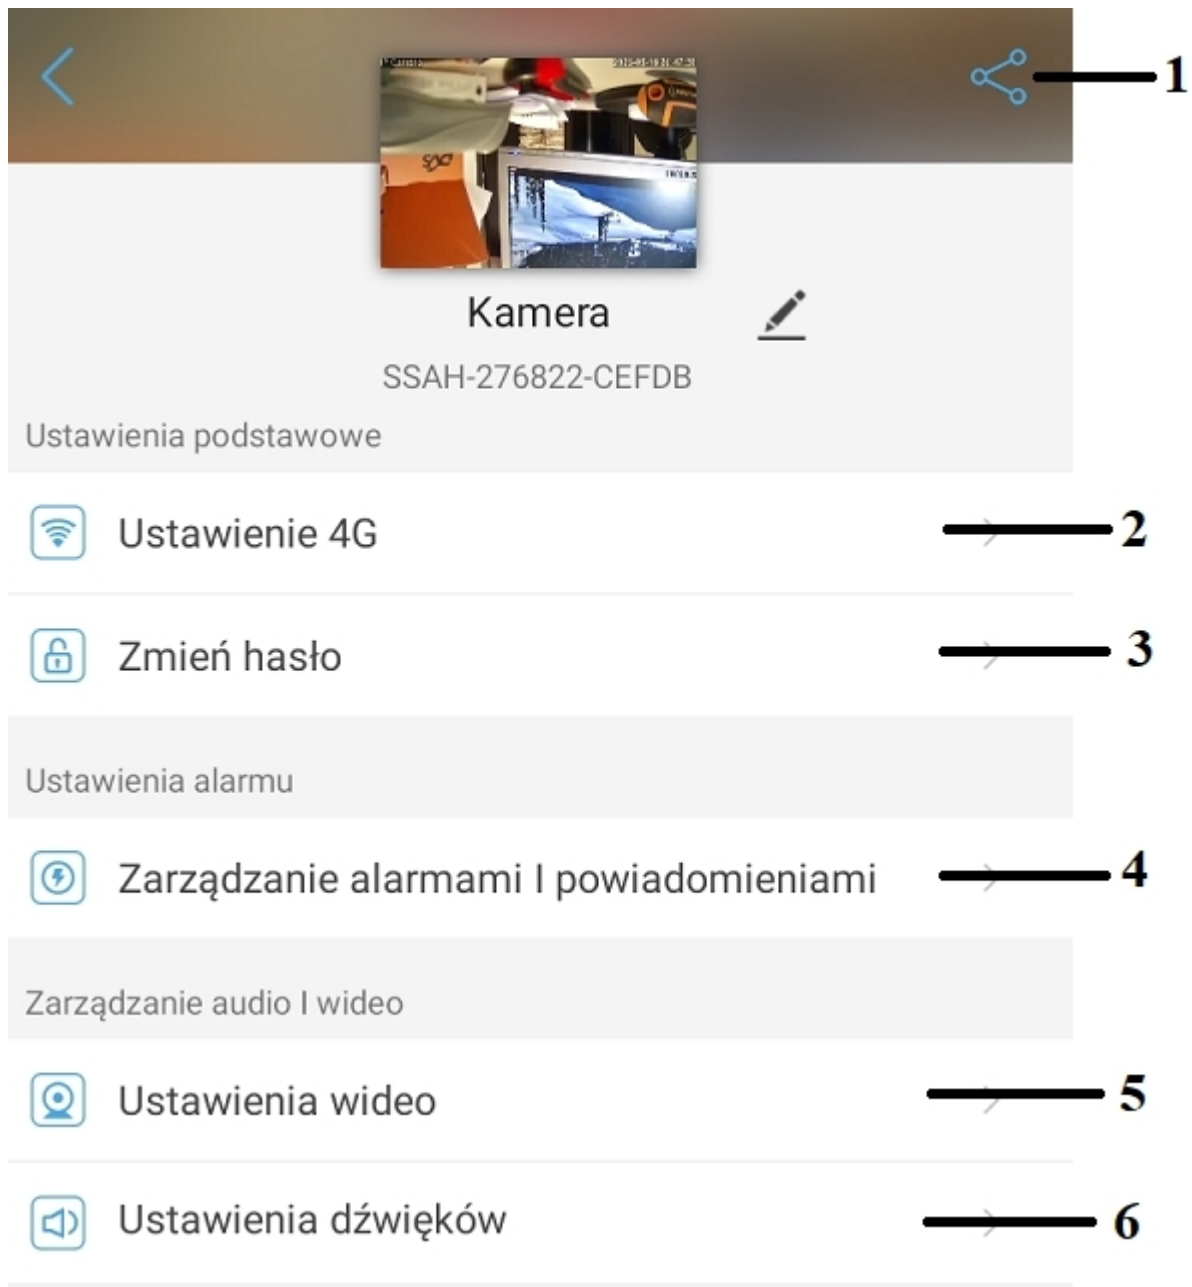 1
Kamera
SSAH-276822-CEFDB
Ustawienia podstawowe
Ustawienie 4G 2
Zmień hasło 3
Ustawienia alarmu
Zarządzanie alarmami I powiadomieniami 4
Zarządzanie audio I wideo
Ustawienia wideo 5
Ustawienia dźwięków 6